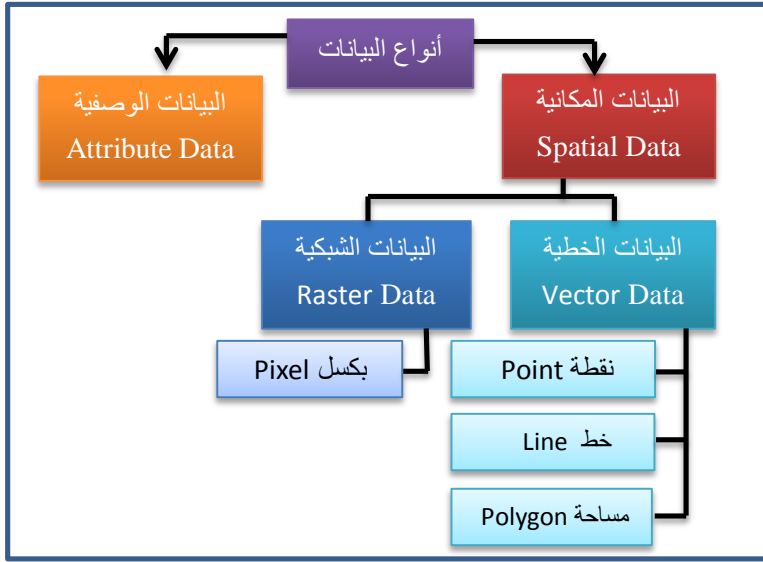 أنواع البيانات
البيانات المكانية
Spatial Data
البيانات الوصفية
Attribute Data
البيانات الخطية
Vector Data
البيانات الشبكية
Raster Data
نقطة Point
خط Line
مساحة Polygon
بكسل Pixel